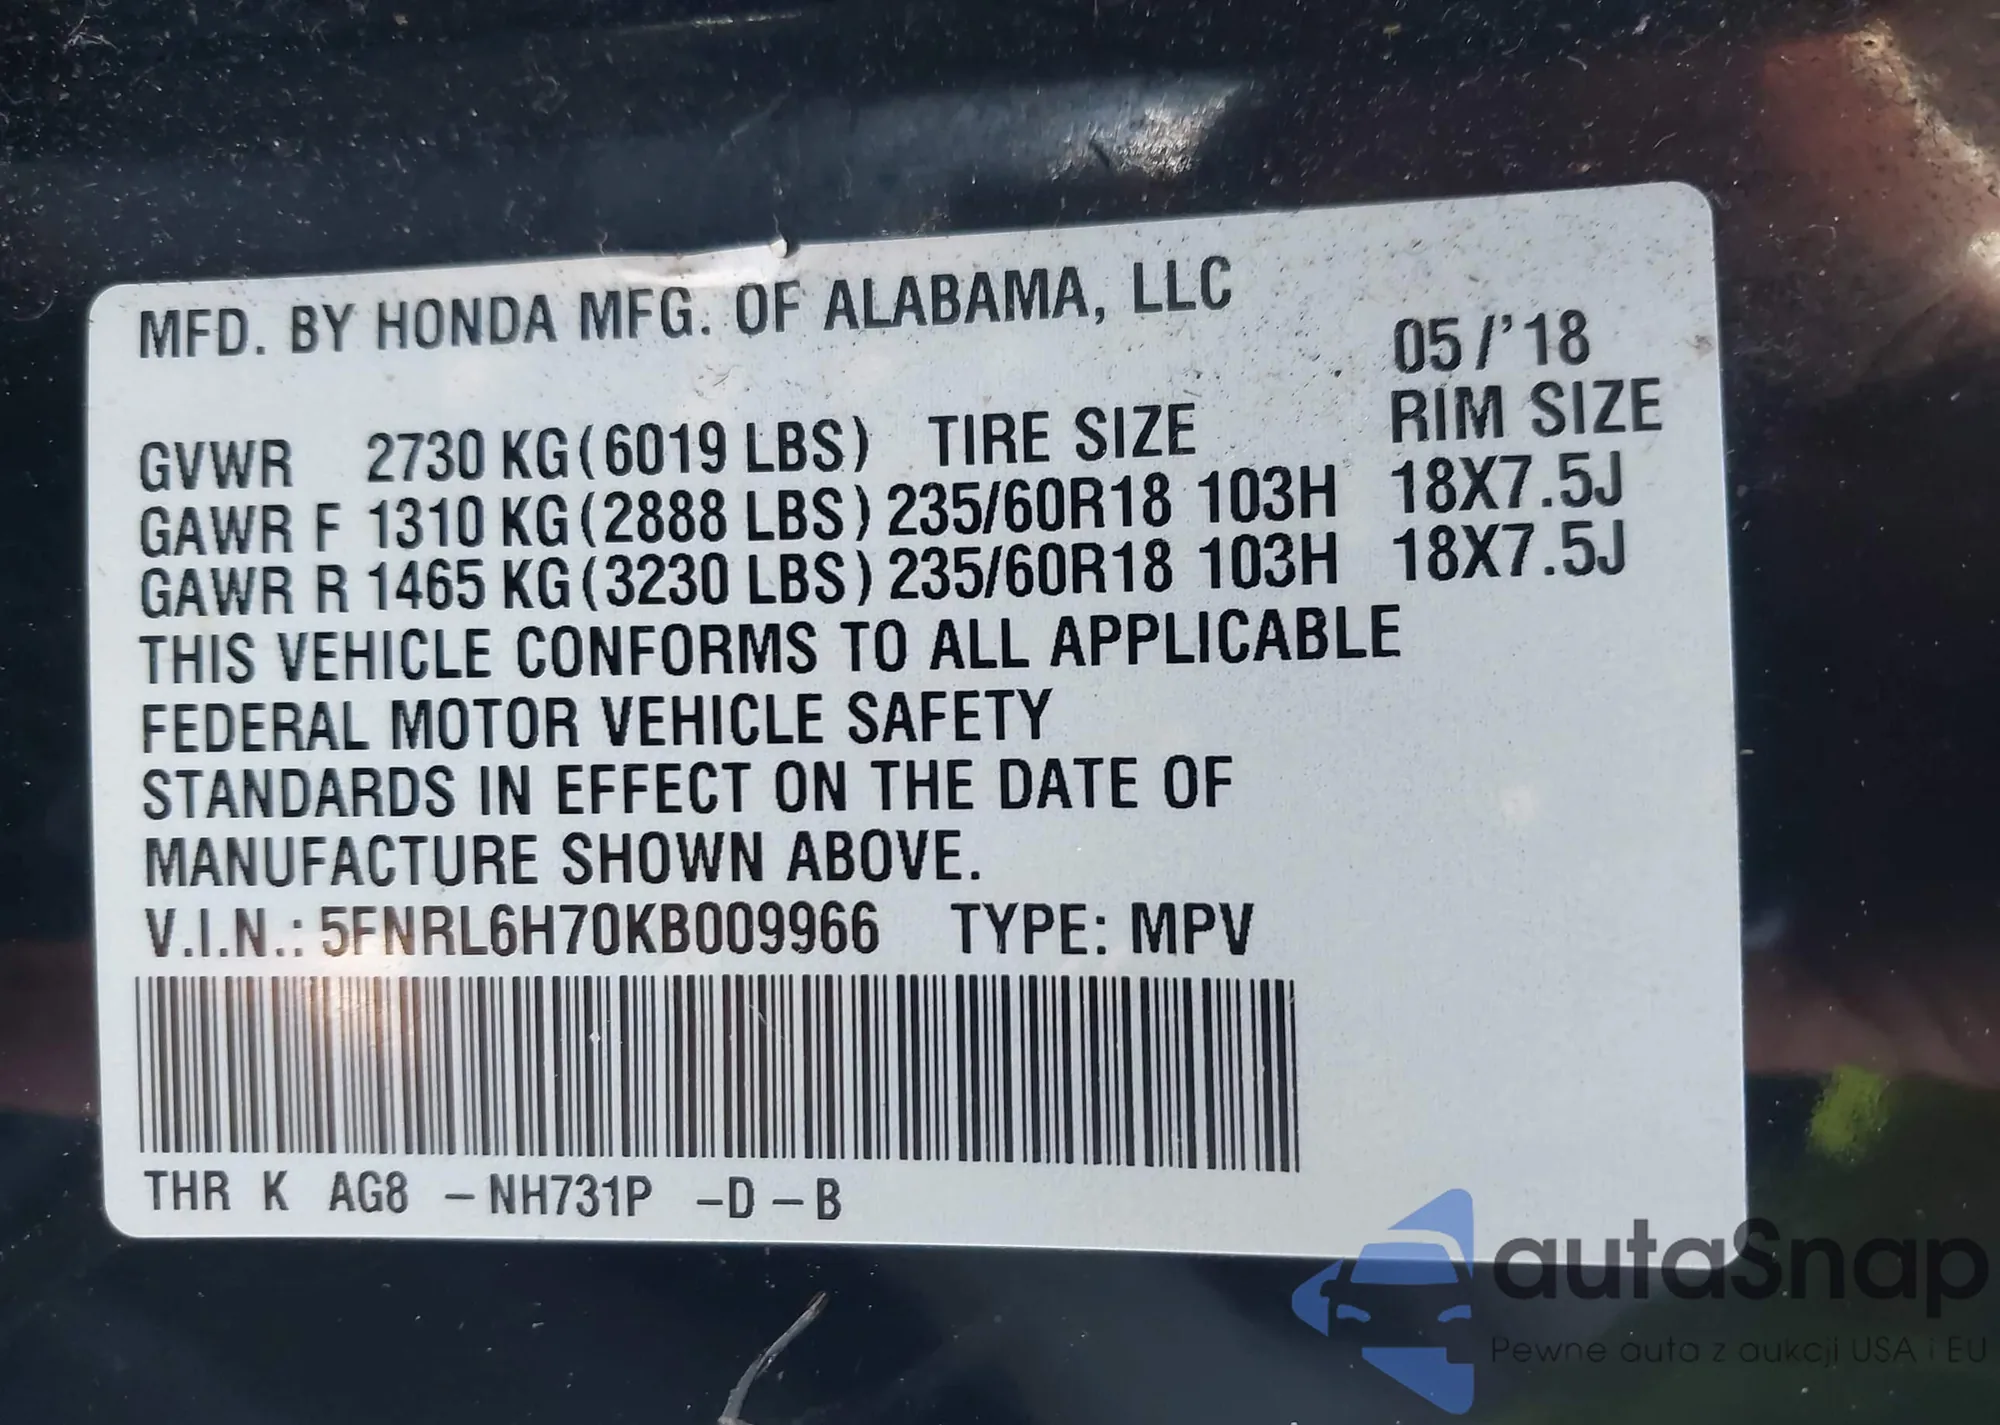 MFD. BY HONDA MFG. OF ALABAMA, LLC
05/'18
GVWR 2730 KG(6019 LBS) TIRE SIZE RIM SIZE
GAWR F 1310 KG(2888 LBS) 235/60R18 103H 18X7.5J
GAWR R 1465 KG(3230 LBS) 235/60R18 103H 18X7.5J
THIS VEHICLE CONFORMS TO ALL APPLICABLE
FEDERAL MOTOR VEHICLE SAFETY
STANDARDS IN EFFECT ON THE DATE OF
MANUFACTURE SHOWN ABOVE.
V.I.N.: 5FNRL6H70KB009966 TYPE: MPV
THR K AG8 -NH731P -D-B
autaSnap
Pewne auta z aukcji USA i EU